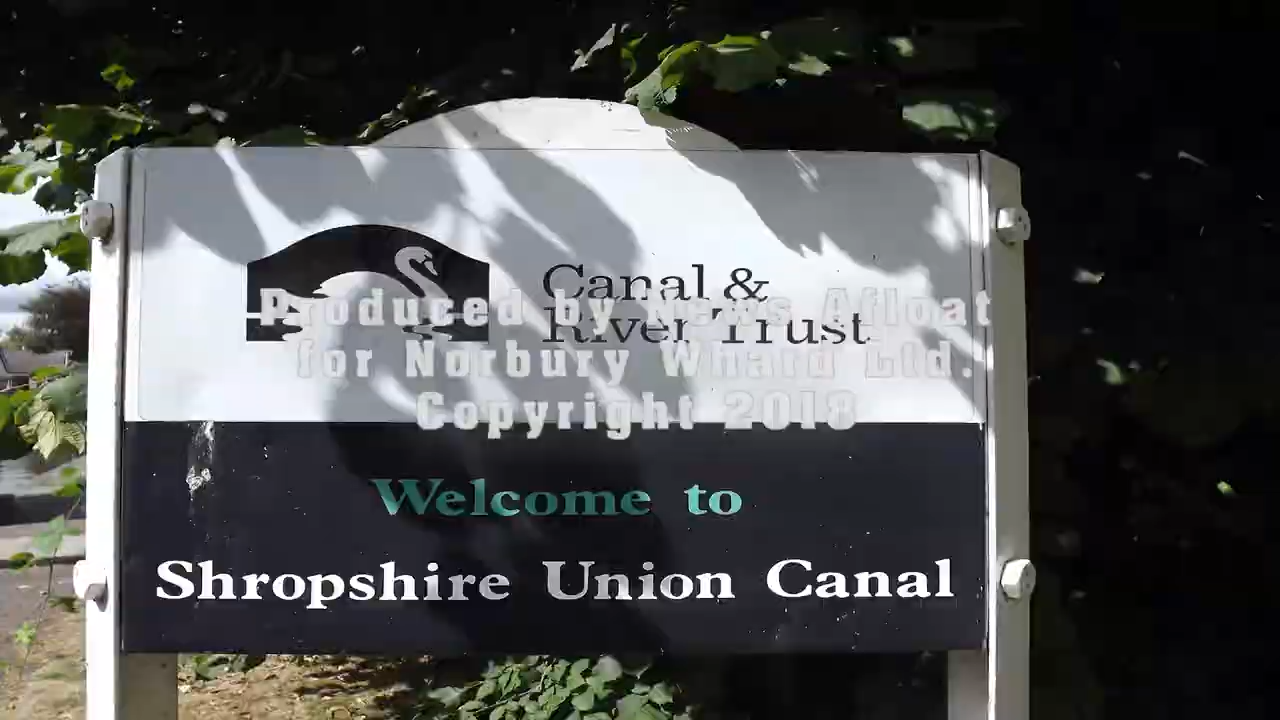 Canal &
River Trust
Produced by News Afloat
for Norbury Wharf Ltd.
Copyright 2018
Welcome to
Shropshire Union Canal